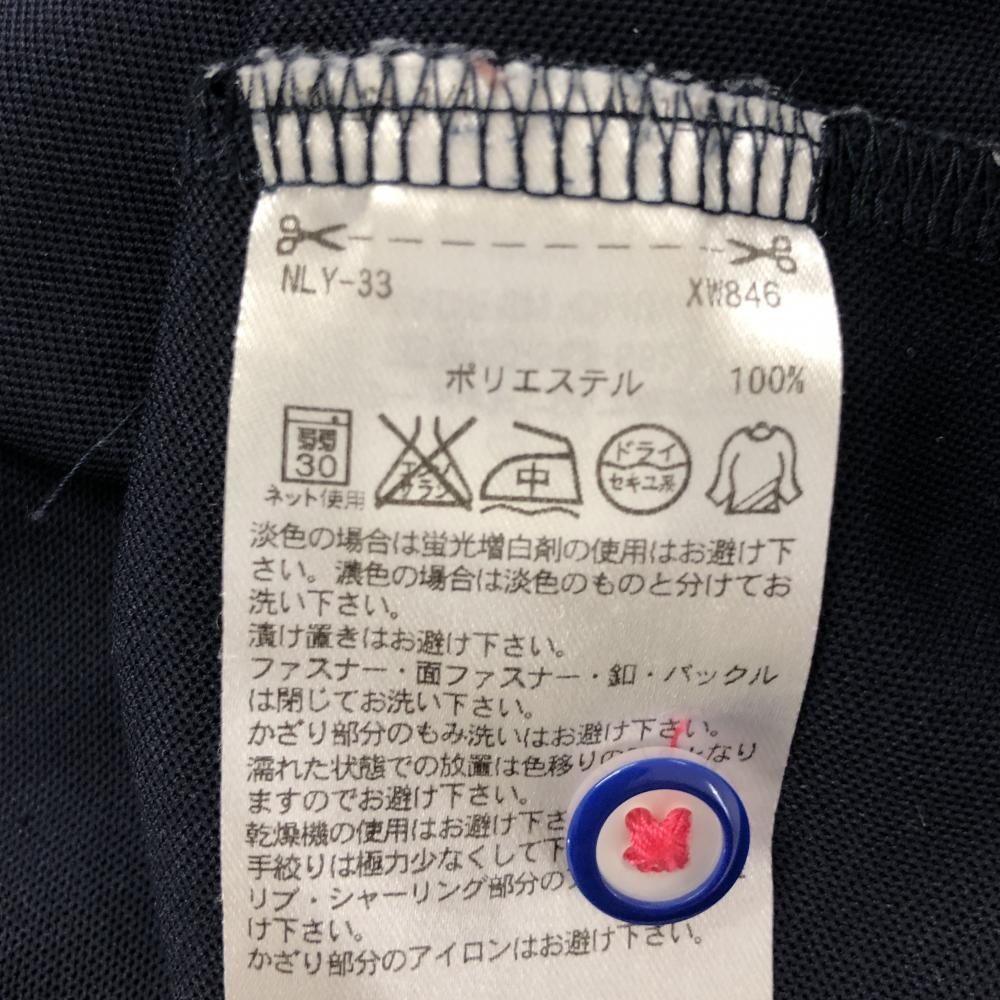 NLY-33 XW846
ポリエステル 100%
弱
30
ネット使用
エンソ
サラシ
中
ドライ
セキユ系
淡色の場合は蛍光増白剤の使用はお避け下
さい。濃色の場合は淡色のものと分けてお
洗い下さい。
漬け置きはお避け下さい。
ファスナー・面ファスナー・釦・バックル
は閉じてお洗い下さい。
かざり部分のもみ洗いはお避け下さい。
濡れた状態での放置は色移りの となり
ますのでお避け下さい。
乾燥機の使用はお避け下さ
手絞りは極力少なくして下
リブ・シャーリング部分の
け下さい。
かざり部分のアイロンはお避け下さい。